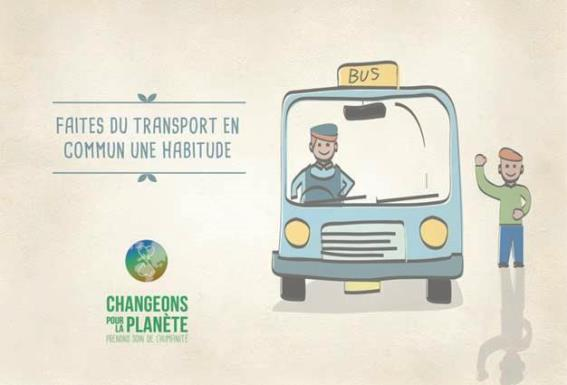 BUS
FAITES DU TRANSPORT EN
COMMUN UNE HABITUDE
CHANGEONS
POUR LA PLANÈTE
PRENONS SOIN DE L'HUMANITÉ